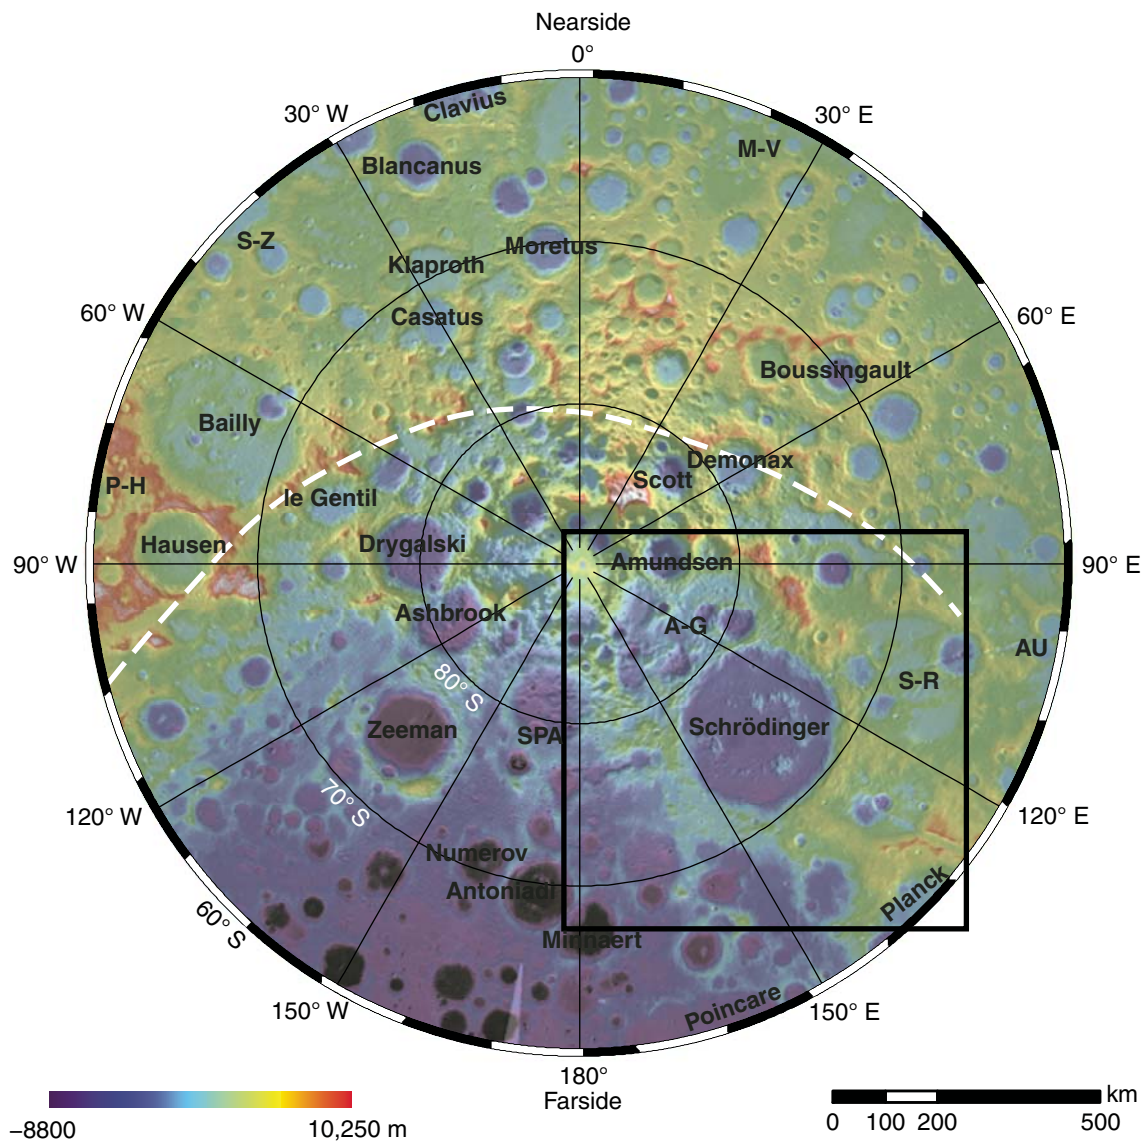 Nearside
0°
30° W
Clavius
30° E
M-V
Blancanus
S-Z
Moretus
Klaproth
60° W
Casatus
60° E
Boussingault
Bailly
Demonax
P-H
le Gentil
Scott
Hausen
Drygalski
Amundsen
90° W
90° E
Ashbrook
A-G
AU
80° S
S-R
Zeeman
SPA
Schrödinger
70° S
120° W
120° E
Numerov
Antoniadi
Planck
60° S
Minnaert
150° W
Poincare
150° E
180°
Farside
−8800
10,250 m
km
0
100
200
500